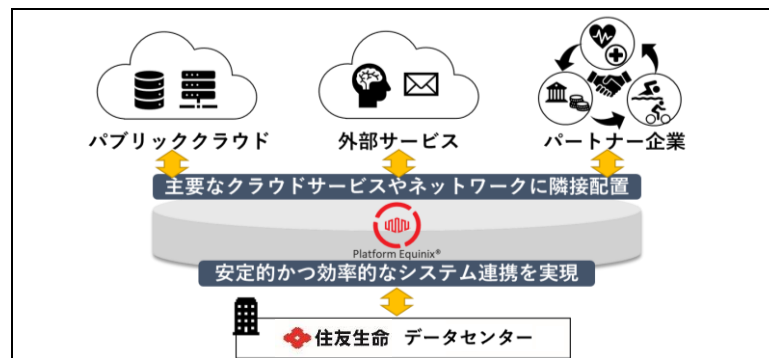 パブリッククラウド
外部サービス
パートナー企業
主要なクラウドサービスやネットワークに隣接配置
Platform Equinix®
安定的かつ効率的なシステム連携を実現
住友生命 データセンター